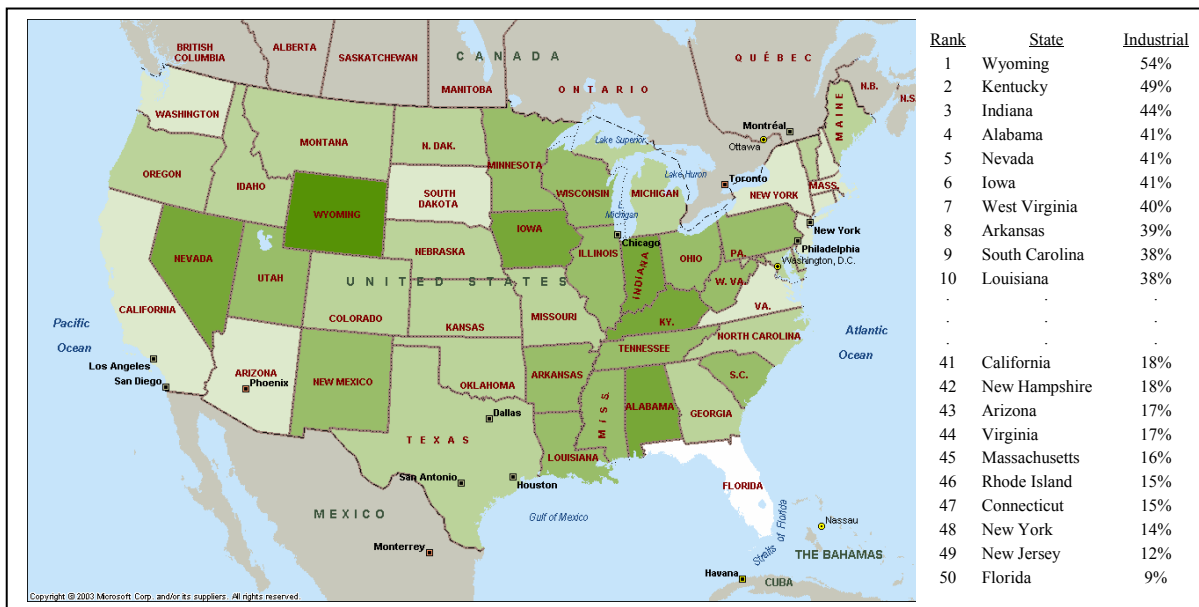 BRITISH
COLUMBIA
ALBERTA
SASKATCHEWAN
CANADA
MANITOBA
ONTARIO
QUÉBEC
N.B.
N.S.
WASHINGTON
MONTANA
N. DAK.
MINNESOTA
Lake Superior
Ottawa
Montréal
MAINE
OREGON
IDAHO
WYOMING
SOUTH
DAKOTA
WISCONSIN
Michigan
MICHIGAN
Lake Huron
Toronto
NEW YORK
MASS.
NEVADA
UTAH
NEBRASKA
IOWA
Chicago
ILLINOIS
INDIANA
OHIO
PA.
New York
Philadelphia
Washington, D.C.
W. VA.
VA.
UNITED STATES
CALIFORNIA
COLORADO
KANSAS
MISSOURI
KY.
Pacific
Ocean
Atlantic
Ocean
NORTH CAROLINA
TENNESSEE
Los Angeles
San Diego
ARIZONA
Phoenix
NEW MEXICO
OKLAHOMA
ARKANSAS
MISS.
ALABAMA
S.C.
GEORGIA
Dallas
TEXAS
LOUISIANA
San Antonio
Houston
FLORIDA
MEXICO
Gulf of Mexico
Straits of Florida
Nassau
Monterrey
THE BAHAMAS
Havana
CUBA
Copyright © 2003 Microsoft Corp. and/or its suppliers. All rights reserved.
Rank State Industrial
1 Wyoming 54%
2 Kentucky 49%
3 Indiana 44%
4 Alabama 41%
5 Nevada 41%
6 Iowa 41%
7 West Virginia 40%
8 Arkansas 39%
9 South Carolina 38%
10 Louisiana 38%
. . .
. . .
. . .
41 California 18%
42 New Hampshire 18%
43 Arizona 17%
44 Virginia 17%
45 Massachusetts 16%
46 Rhode Island 15%
47 Connecticut 15%
48 New York 14%
49 New Jersey 12%
50 Florida 9%